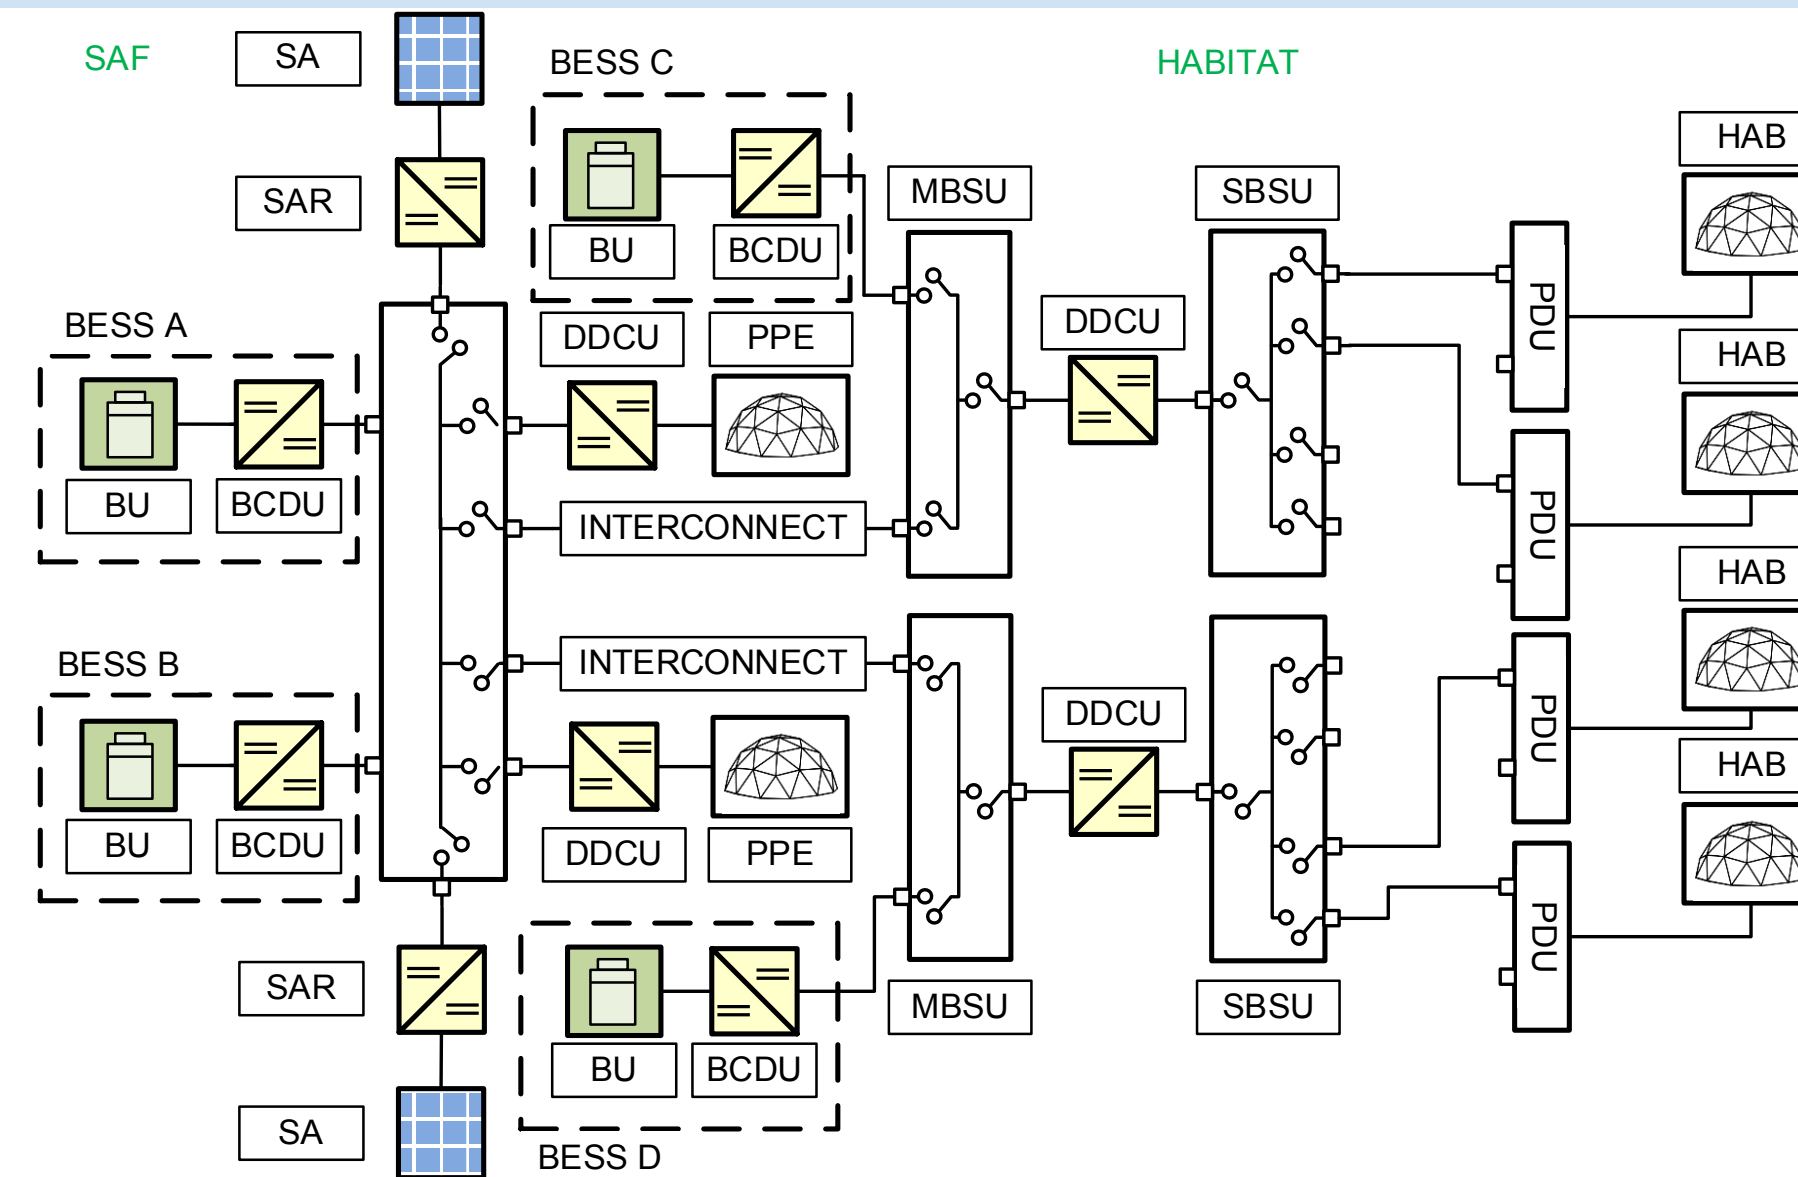 SAF
SA
BESS C
HABITAT
HAB
SAR
MBSU
SBSU
BU
BCDU
BESS A
DDCU
PPE
DDCU
PDU
HAB
BU
BCDU
INTERCONNECT
PDU
HAB
BESS B
INTERCONNECT
DDCU
PDU
HAB
BU
BCDU
DDCU
PPE
PDU
SAR
MBSU
SBSU
BU
BCDU
SA
BESS D